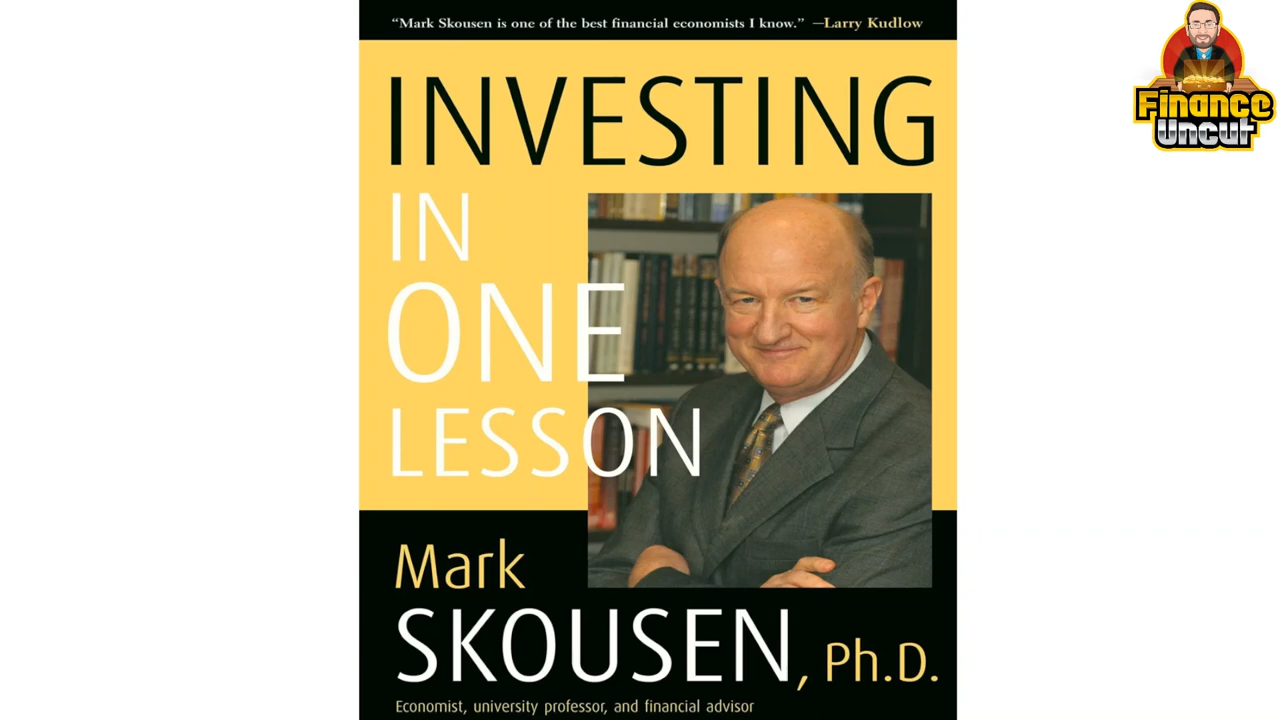 “Mark Skousen is one of the best financial economists I know.” —Larry Kudlow
INVESTING
IN
ONE
LESSON
Mark
SKOUSEN, Ph.D.
Economist, university professor, and financial advisor
Finance
Uncut